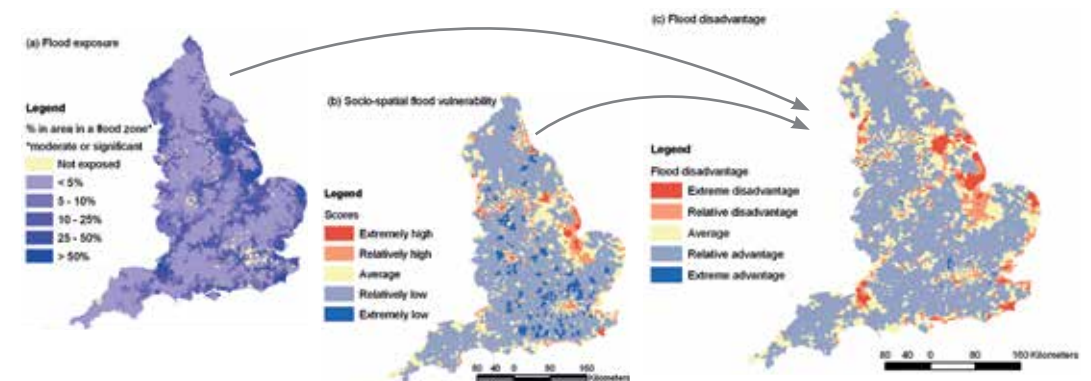 (a) Flood exposure
Legend
% in area in a flood zone*
*moderate or significant
Not exposed
< 5%
5 - 10%
10 - 25%
25 - 50%
> 50%
(b) Socio-spatial flood vulnerability
Legend
Scores
Extremely high
Relatively high
Average
Relatively low
Extremely low
80 40 0 80 160 Kilometers
(c) Flood disadvantage
Legend
Flood disadvantage
Extreme disadvantage
Relative disadvantage
Average
Relative advantage
Extreme advantage
80 40 0 80 160 Kilometers